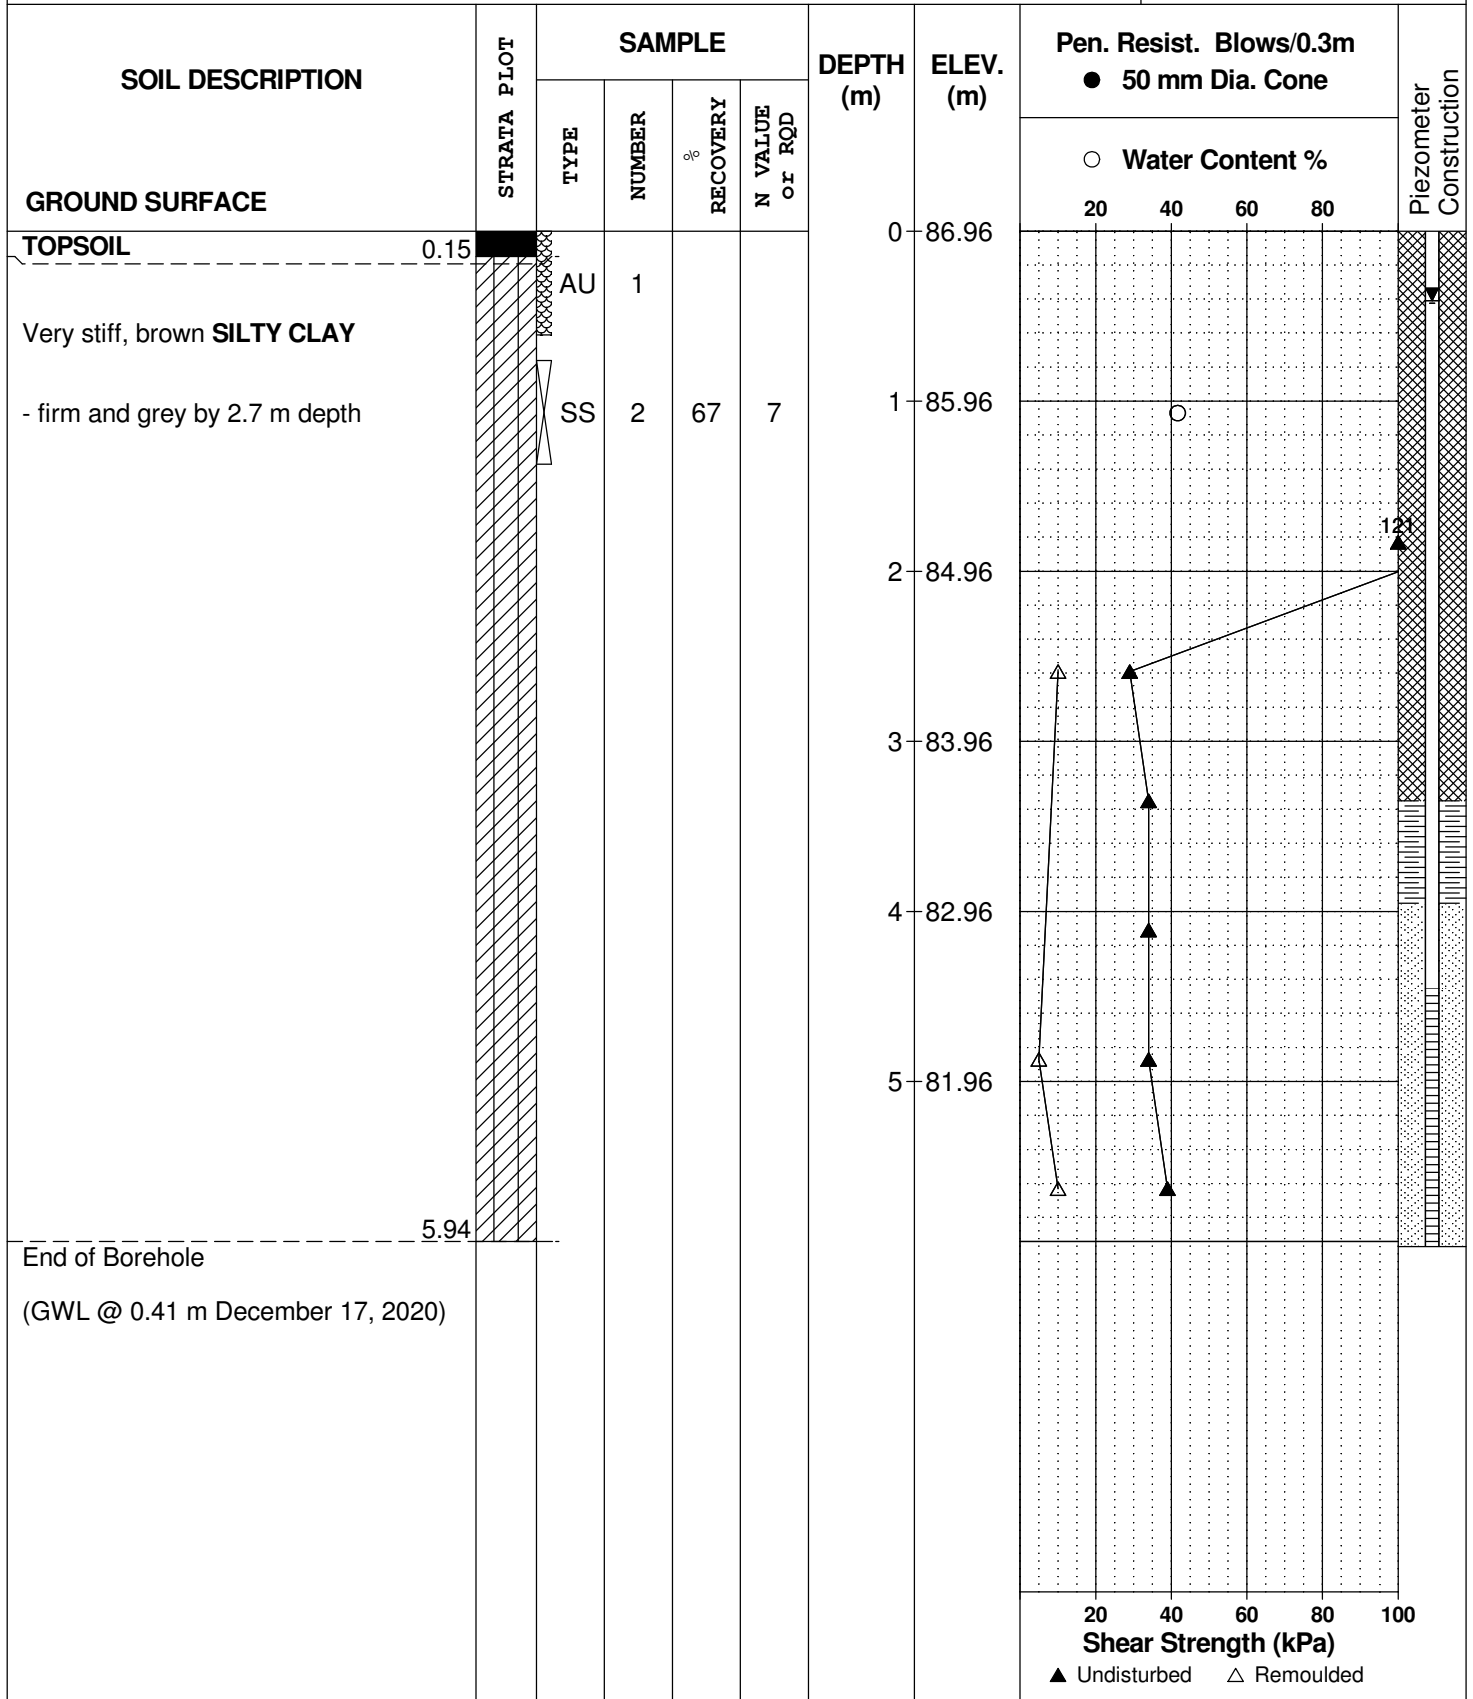 SOIL DESCRIPTION
GROUND SURFACE
STRATA PLOT
SAMPLE
TYPE
NUMBER
%
RECOVERY
N VALUE
or RQD
DEPTH
(m)
ELEV.
(m)
Pen. Resist. Blows/0.3m
● 50 mm Dia. Cone
○ Water Content %
20 40 60 80
Piezometer
Construction
TOPSOIL 0.15
0 86.96
AU 1
Very stiff, brown SILTY CLAY
- firm and grey by 2.7 m depth
SS 2 67 7
1 85.96
121
2 84.96
3 83.96
4 82.96
5 81.96
5.94
End of Borehole
(GWL @ 0.41 m December 17, 2020)
20 40 60 80 100
Shear Strength (kPa)
▲ Undisturbed △ Remoulded